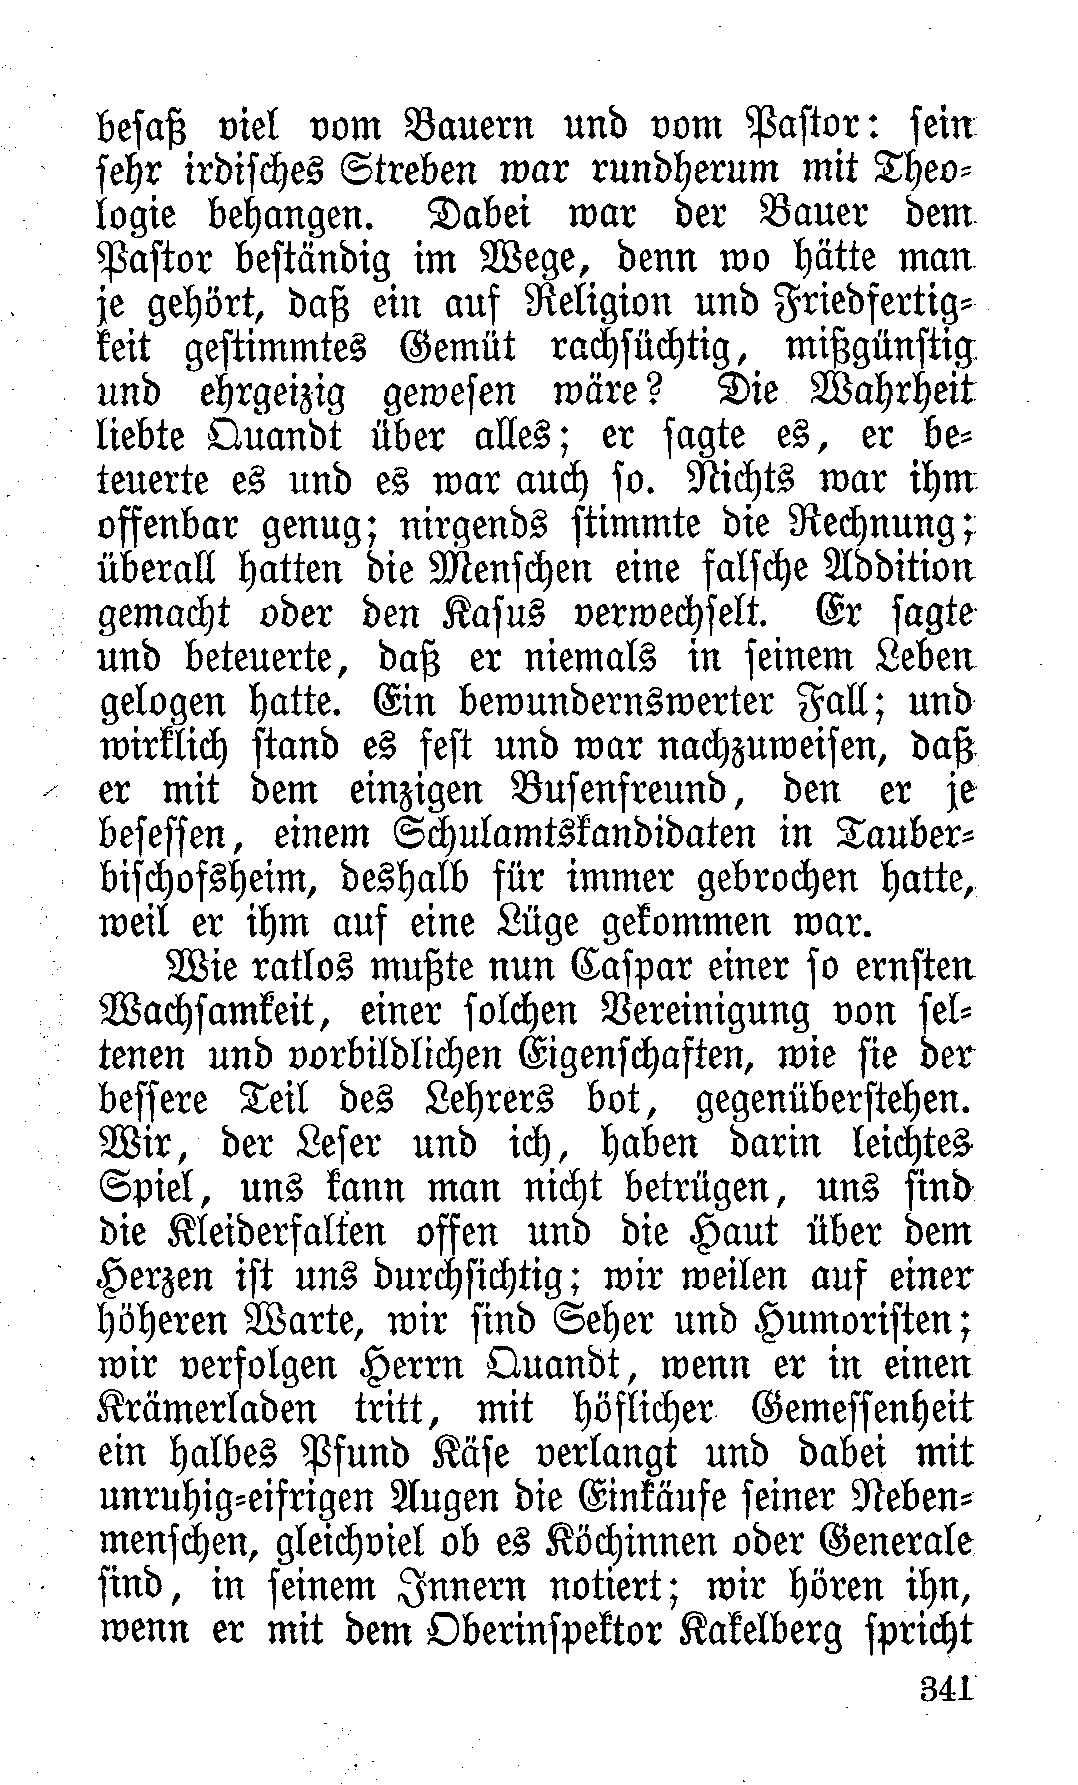 besaß viel vom Bauern und vom Pastor: sein
sehr irdisches Streben war rundherum mit Theo-
logie behangen. Dabei war der Bauer dem
Pastor beständig im Wege, denn wo hätte man
je gehört, daß ein auf Religion und Friedfertig-
keit gestimmtes Gemüt rachsüchtig, mißgünstig
und ehrgeizig gewesen wäre? Die Wahrheit
liebte Quandt über alles; er sagte es, er be-
teuerte es und es war auch so. Nichts war ihm
offenbar genug; nirgends stimmte die Rechnung;
überall hatten die Menschen eine falsche Addition
gemacht oder den Kasus verwechselt. Er sagte
und beteuerte, daß er niemals in seinem Leben
gelogen hatte. Ein bewundernswerter Fall; und
wirklich stand es fest und war nachzuweisen, daß
er mit dem einzigen Busenfreund, den er je
besessen, einem Schulamtskandidaten in Tauber-
bischofsheim, deshalb für immer gebrochen hatte,
weil er ihm auf eine Lüge gekommen war.
Wie ratlos mußte nun Caspar einer so ernsten
Wachsamkeit, einer solchen Vereinigung von sel-
tenen und vorbildlichen Eigenschaften, wie sie der
bessere Teil des Lehrers bot, gegenüberstehen.
Wir, der Leser und ich, haben darin leichtes
Spiel, uns kann man nicht betrügen, uns sind
die Kleiderfalten offen und die Haut über dem
Herzen ist uns durchsichtig; wir weilen auf einer
höheren Warte, wir sind Seher und Humoristen;
wir verfolgen Herrn Quandt, wenn er in einen
Krämerladen tritt, mit höflicher Gemessenheit
ein halbes Pfund Käse verlangt und dabei mit
unruhig-eifrigen Augen die Einkäufe seiner Neben-
menschen, gleichviel ob es Köchinnen oder Generale
sind, in seinem Innern notiert; wir hören ihn,
wenn er mit dem Oberinspektor Kakelberg spricht
341